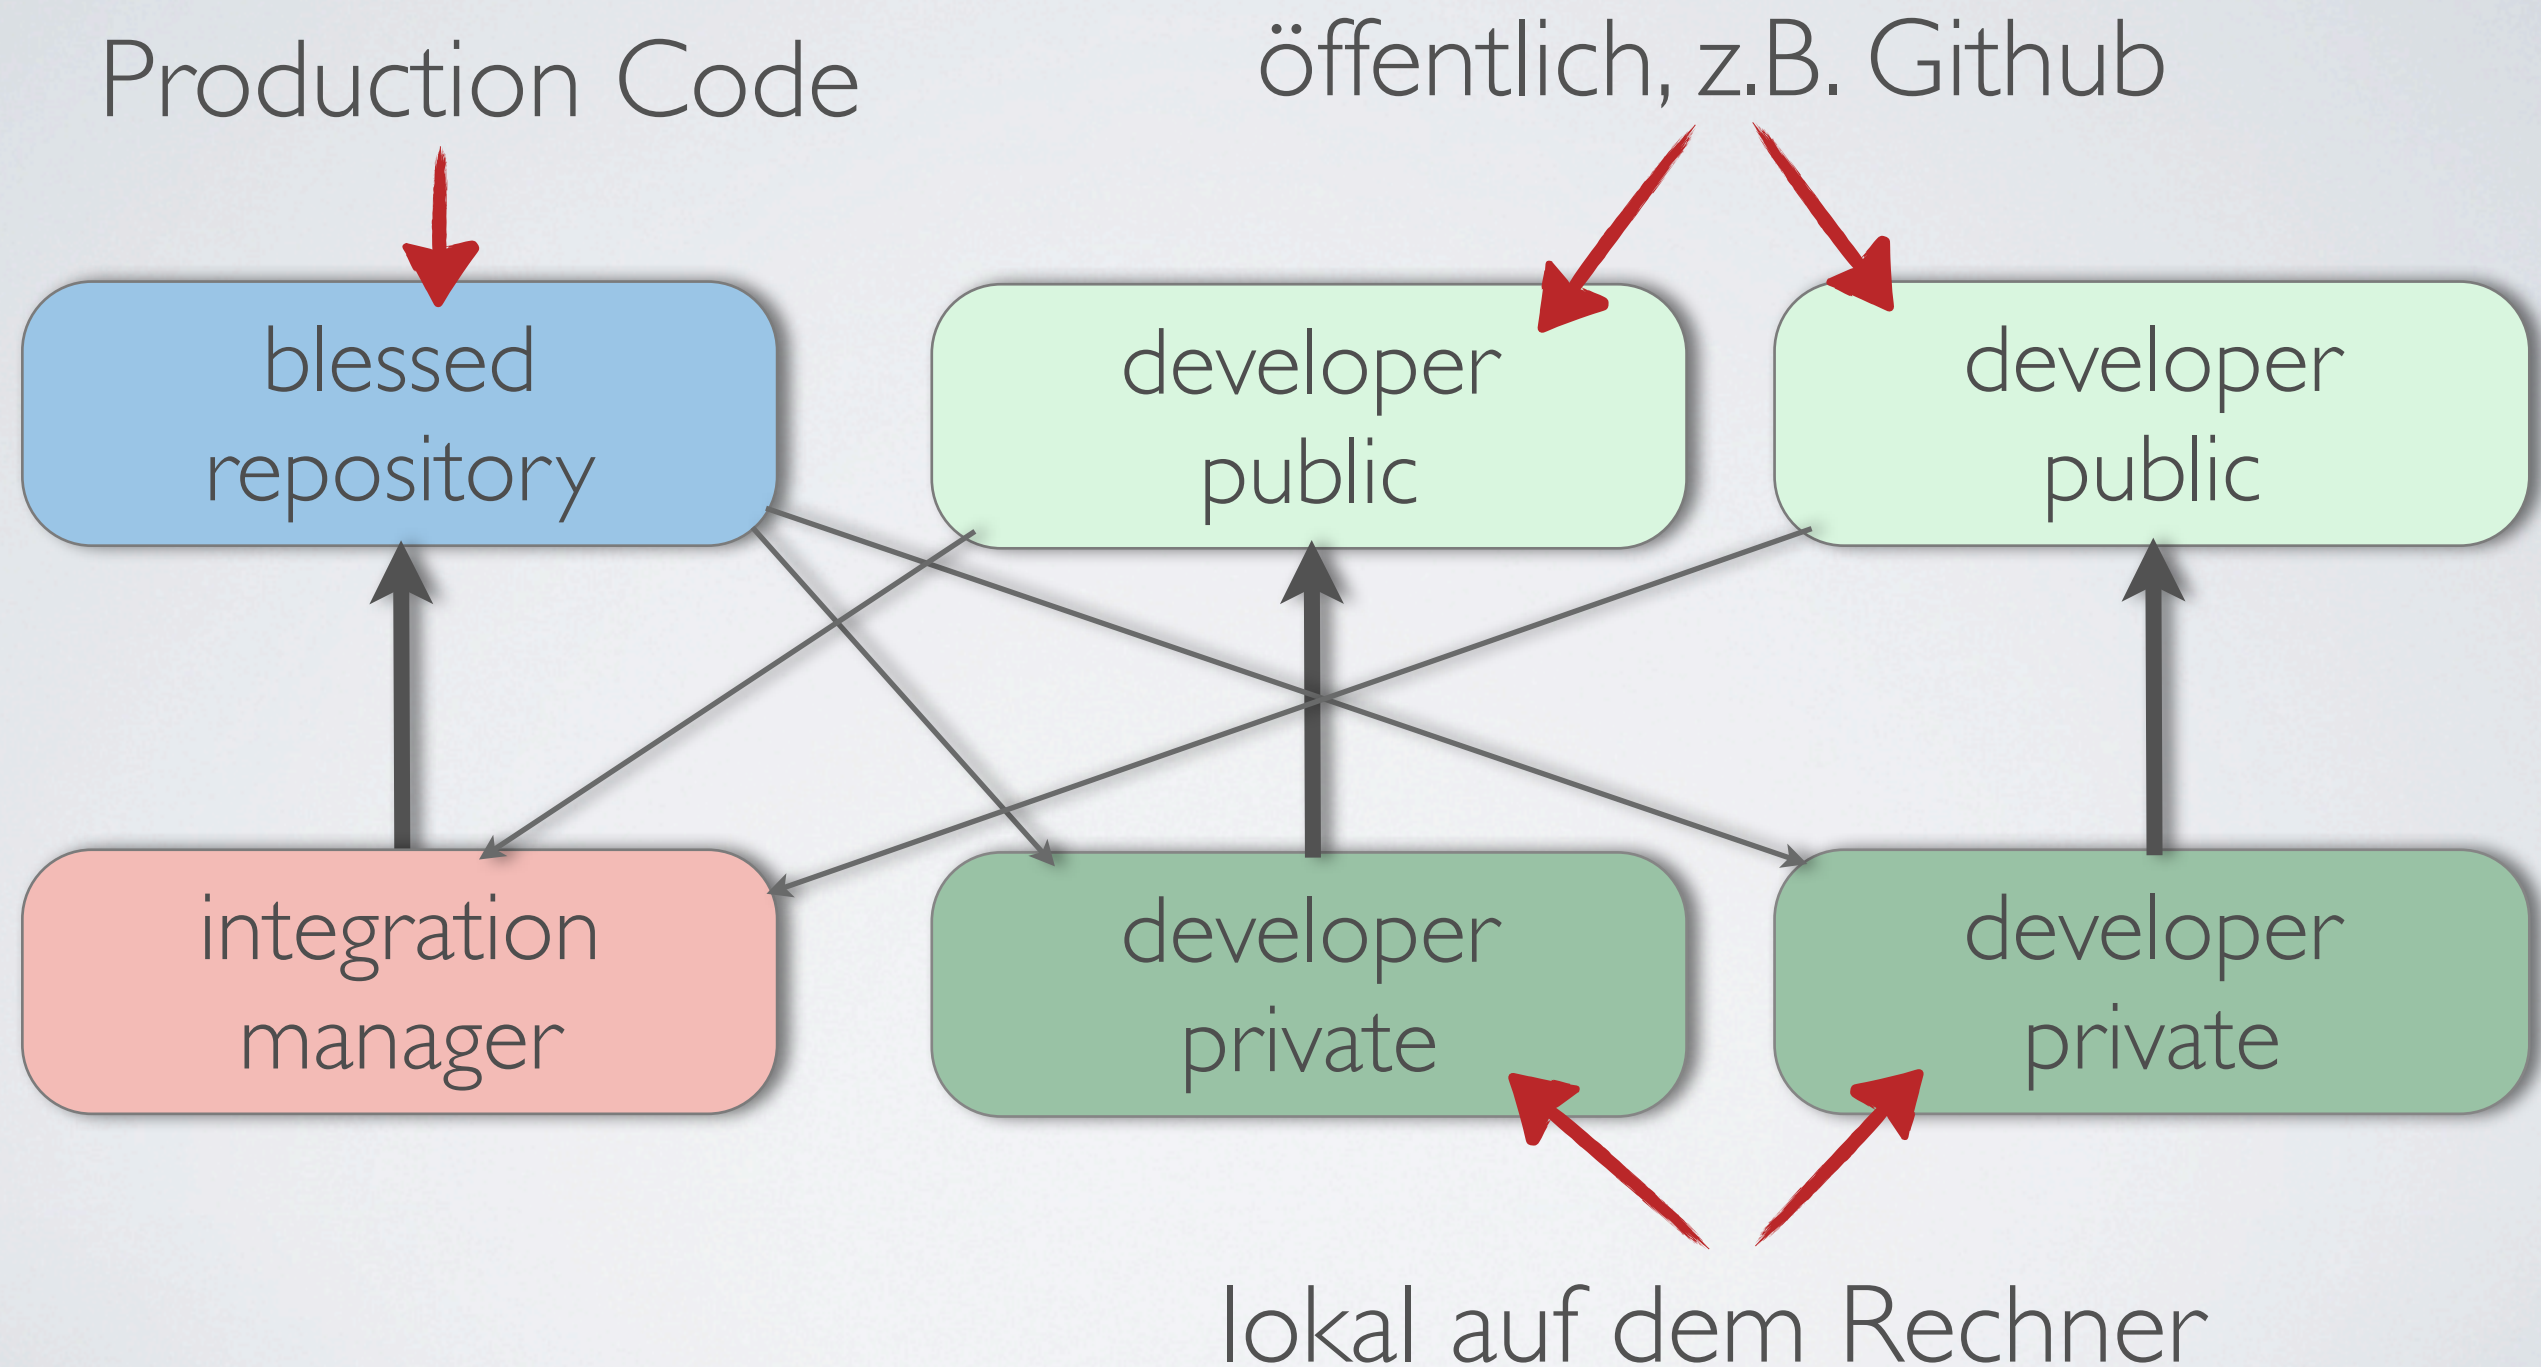 Production Code
öffentlich, z.B. Github
blessed
repository
developer
public
developer
public
integration
manager
developer
private
developer
private
lokal auf dem Rechner